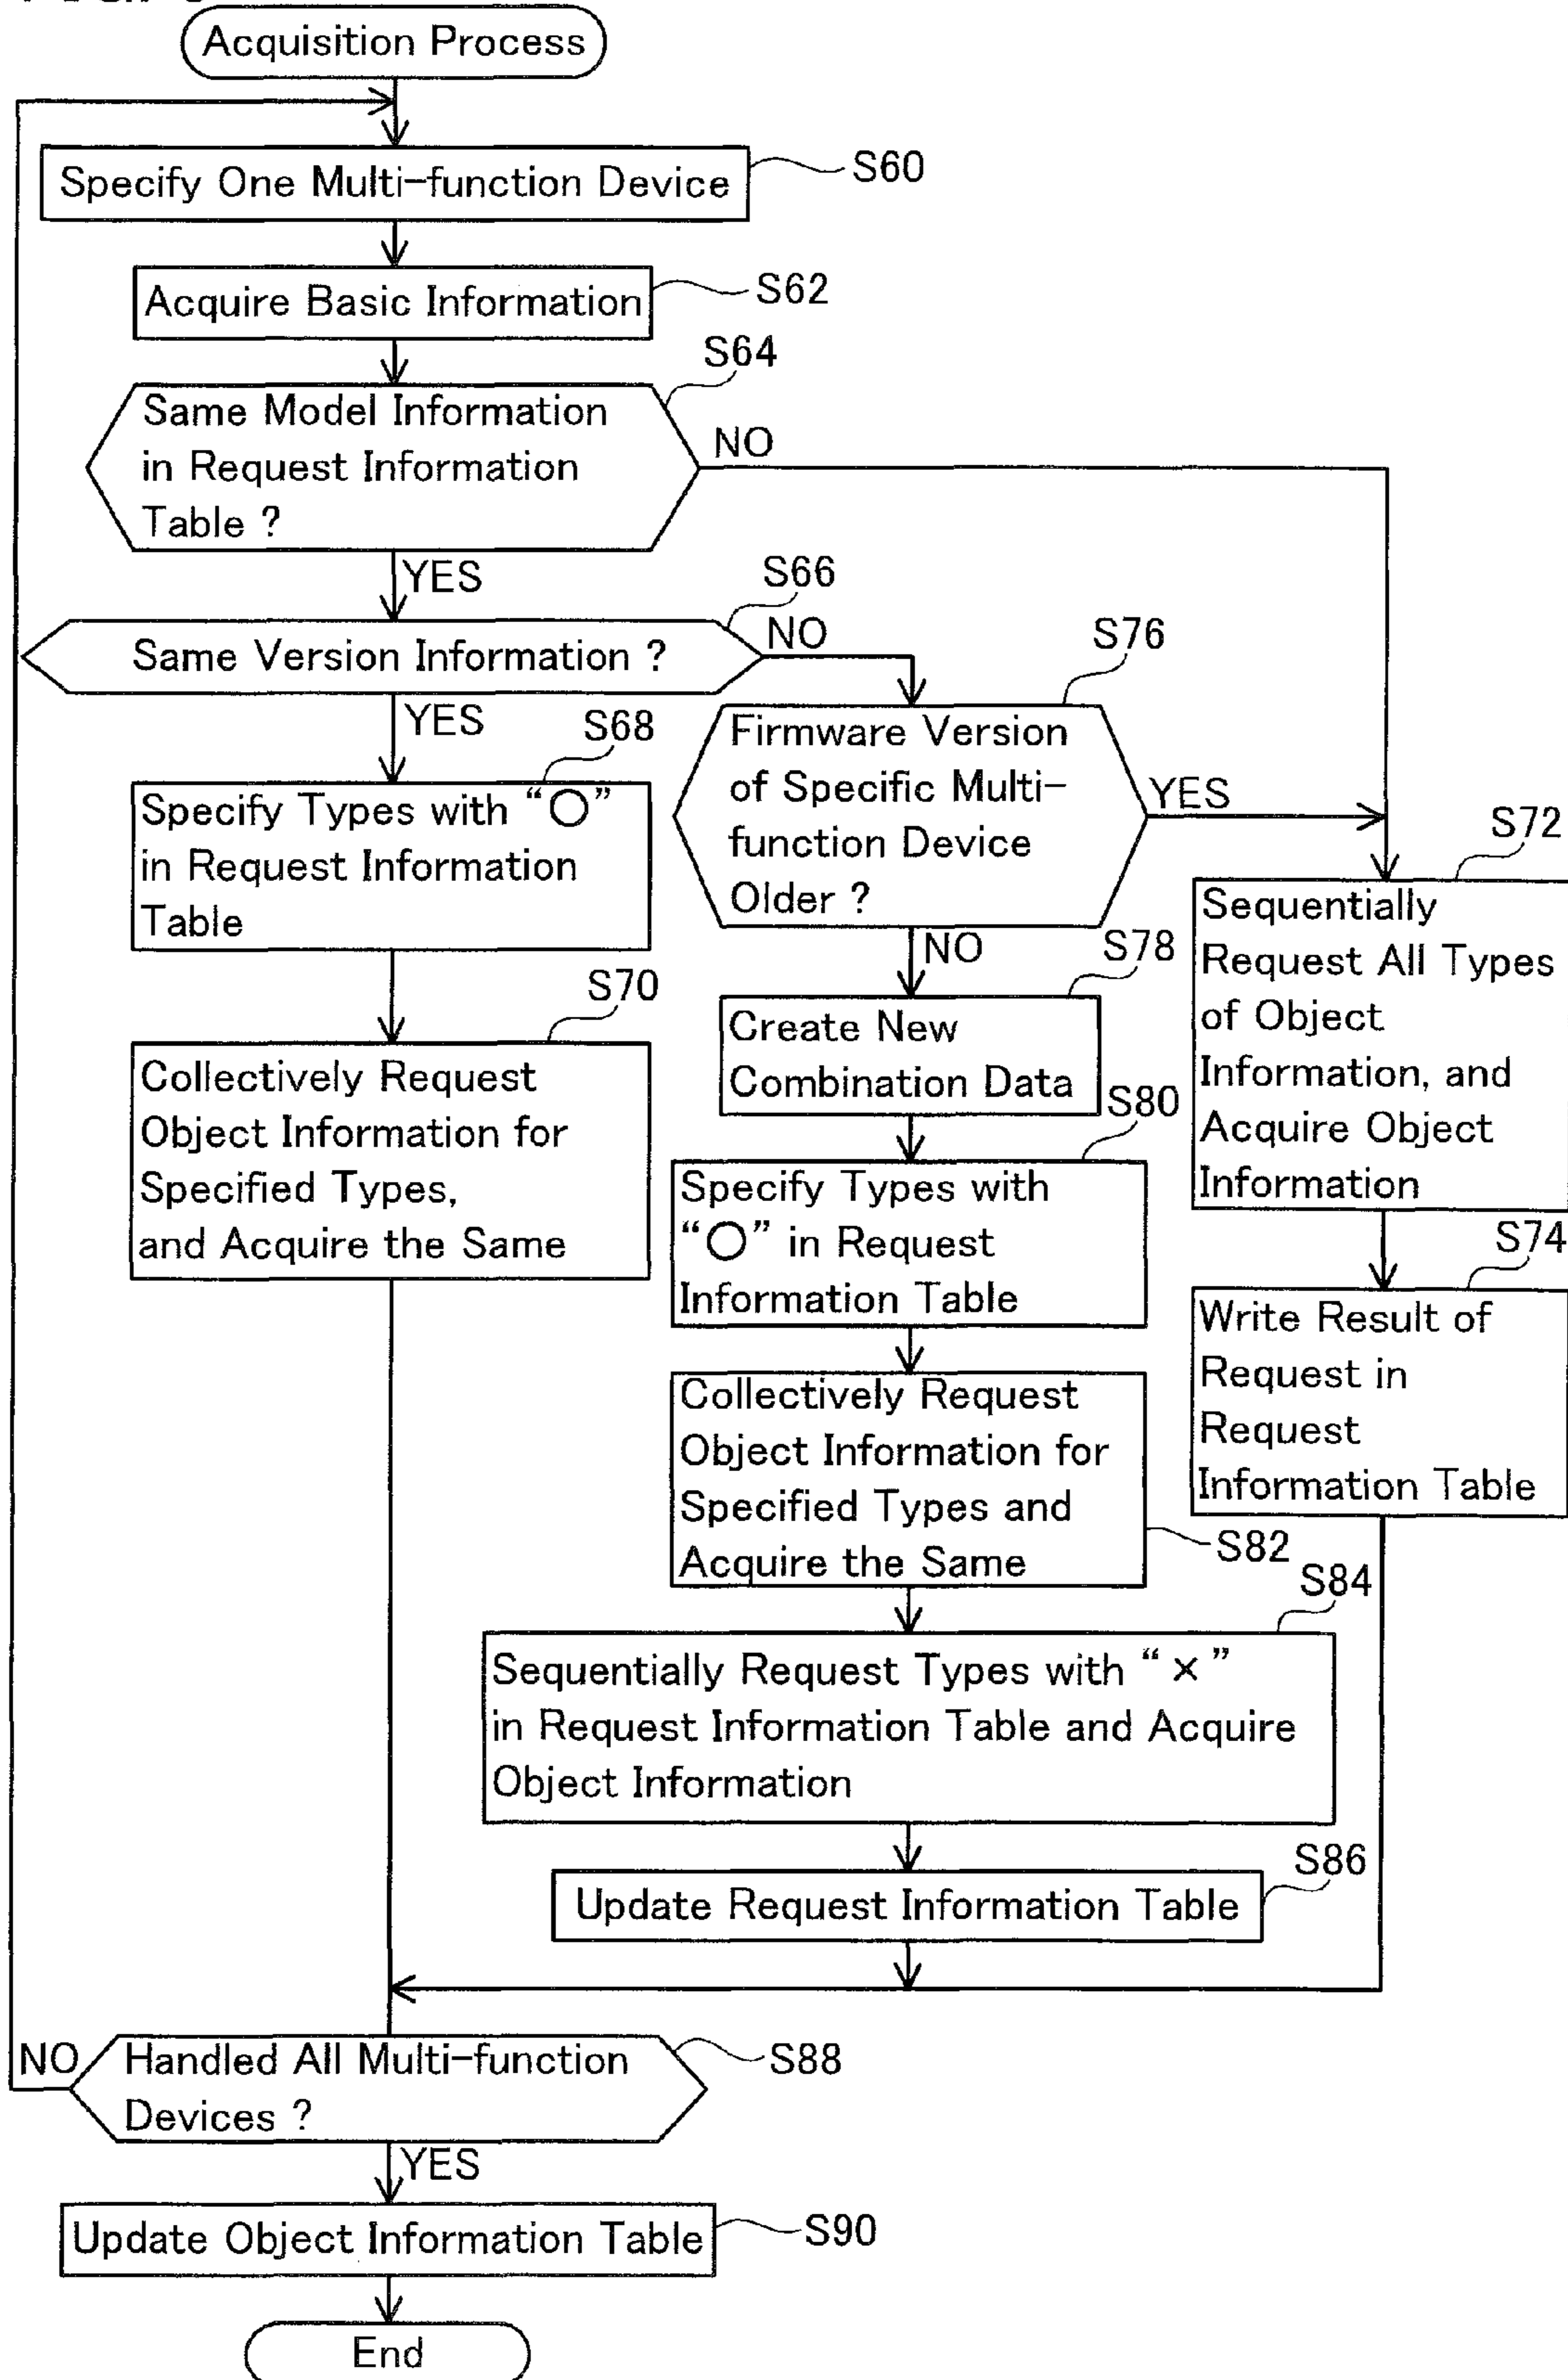 Acquisition Process
Specify One Multi-function Device
S60
Acquire Basic Information
S62
S64
Same Model Information
in Request Information
Table ?
NO
YES
S66
Same Version Information ?
NO
YES
S68
Specify Types with “○”
in Request Information
Table
S70
Collectively Request
Object Information for
Specified Types,
and Acquire the Same
S76
Firmware Version
of Specific Multi-
function Device
Older ?
YES
NO
S78
Create New
Combination Data
S80
Specify Types with
“○” in Request
Information Table
Collectively Request
Object Information for
Specified Types and
Acquire the Same
S82
S84
Sequentially Request Types with “×”
in Request Information Table and Acquire
Object Information
S86
Update Request Information Table
S72
Sequentially
Request All Types
of Object
Information, and
Acquire Object
Information
S74
Write Result of
Request in
Request
Information Table
NO
Handled All Multi-function
Devices ?
S88
YES
Update Object Information Table
S90
End